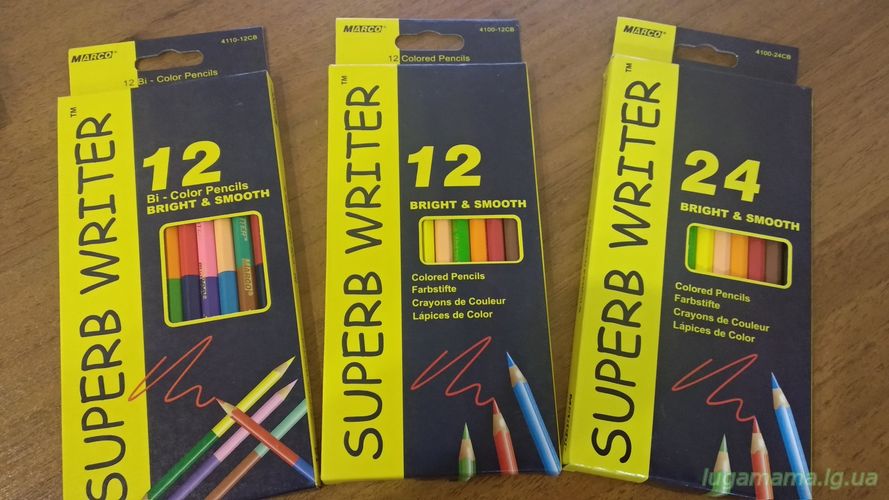 MARCO®
4110-12CB
12 Bi - Color Pencils
SUPERB WRITER™
12
Bi - Color Pencils
BRIGHT & SMOOTH
MARCO®
MARCO®
4100-12CB
12 Colored Pencils
SUPERB WRITER™
12
BRIGHT & SMOOTH
Colored Pencils
Farbstifte
Crayons de Couleur
Lápices de Color
MARCO®
4100-24CB
SUPERB WRITER™
24
BRIGHT & SMOOTH
Colored Pencils
Farbstifte
Crayons de Couleur
Lápices de Color
lugamama.lg.ua